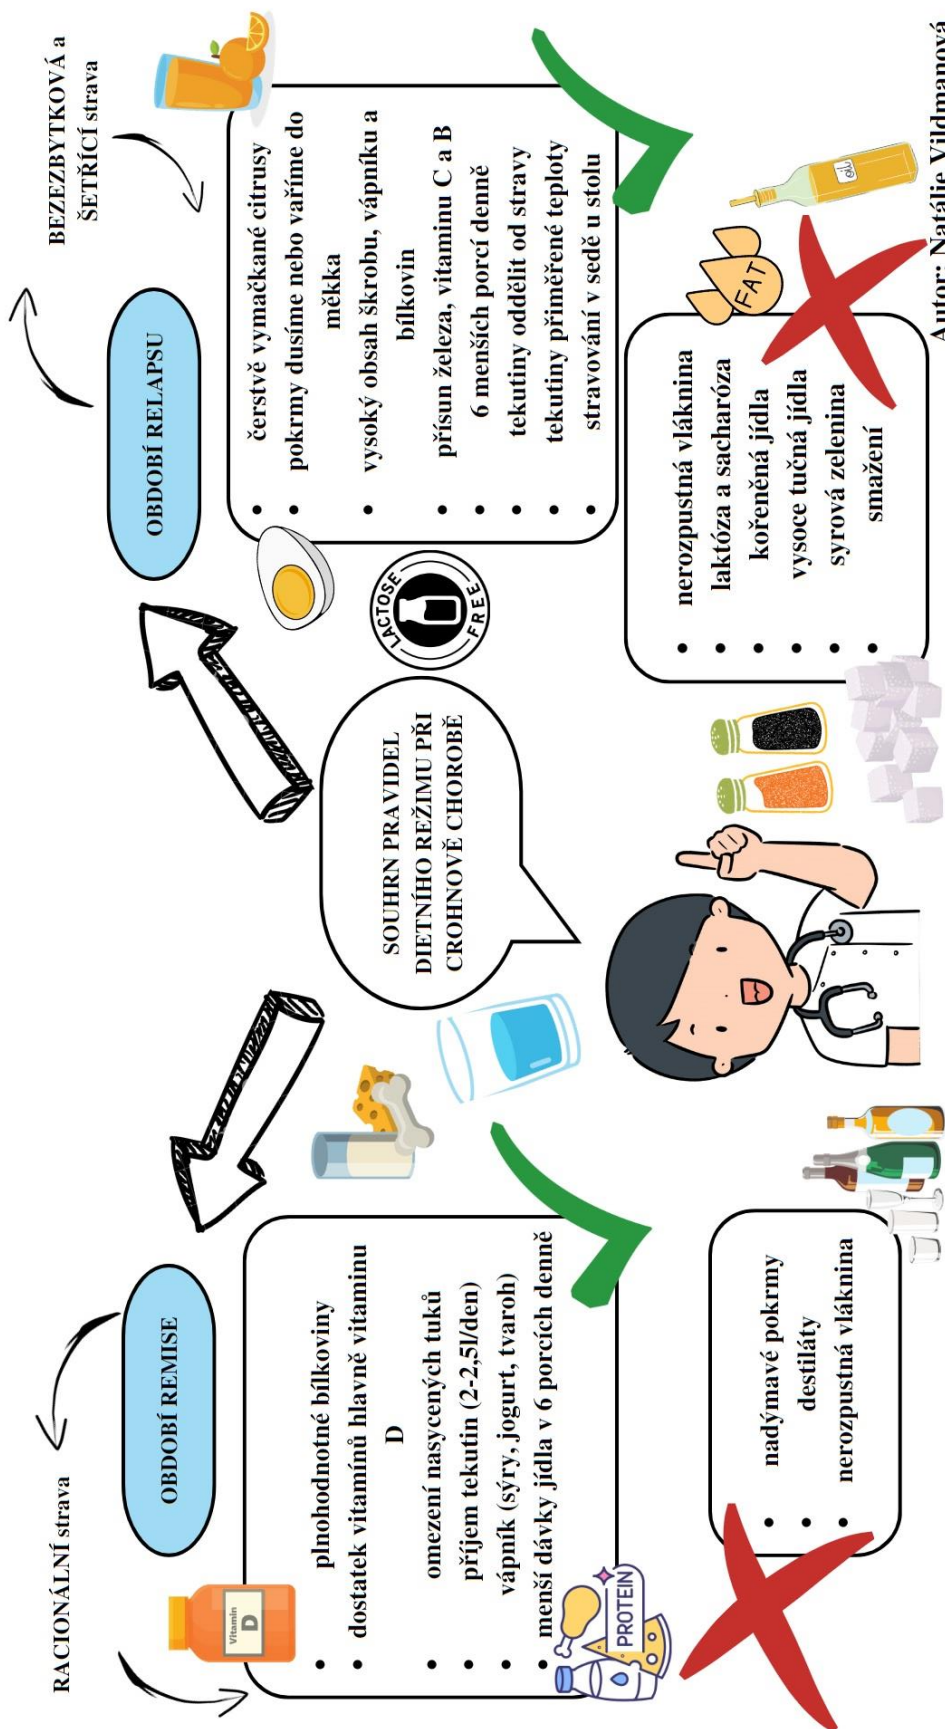 RACIONÁLNÍ strava
OBDOBÍ REMISE
plnohodnotné bílkoviny
dostatek vitamínů hlavně vitaminu
D
omezení nasycených tuků
příjem tekutin (2-2,5l/den)
vápník (sýry, jogurt, tvaroh)
menší dávky jídla v 6 porcích denně
Vitamin
D
PROTEIN
nadýmavé pokrmy
destiláty
nerozpustná vláknina
SOUHRN PRAVIDEL
DIETNÍHO REŽIMU PŘI
CROHNOVĚ CHOROBĚ
BEZEZBYTKOVÁ a
ŠETŘÍCÍ strava
OBDOBÍ RELAPSU
čerstvě vymačkané citrusy
pokrmy dusíme nebo vaříme do
měkka
vysoký obsah škrobu, vápníku a
bílkovin
přísun železa, vitaminu C a B
6 menších porcí denně
tekutiny oddělit od stravy
tekutiny přiměřené teploty
stravování v sedě u stolu
LACTOSE
FREE
nerozpustná vláknina
laktóza a sacharóza
kořeněná jídla
vysoce tučná jídla
syrová zelenina
smažení
FAT
oil
Autor: Natálie Vildmanová